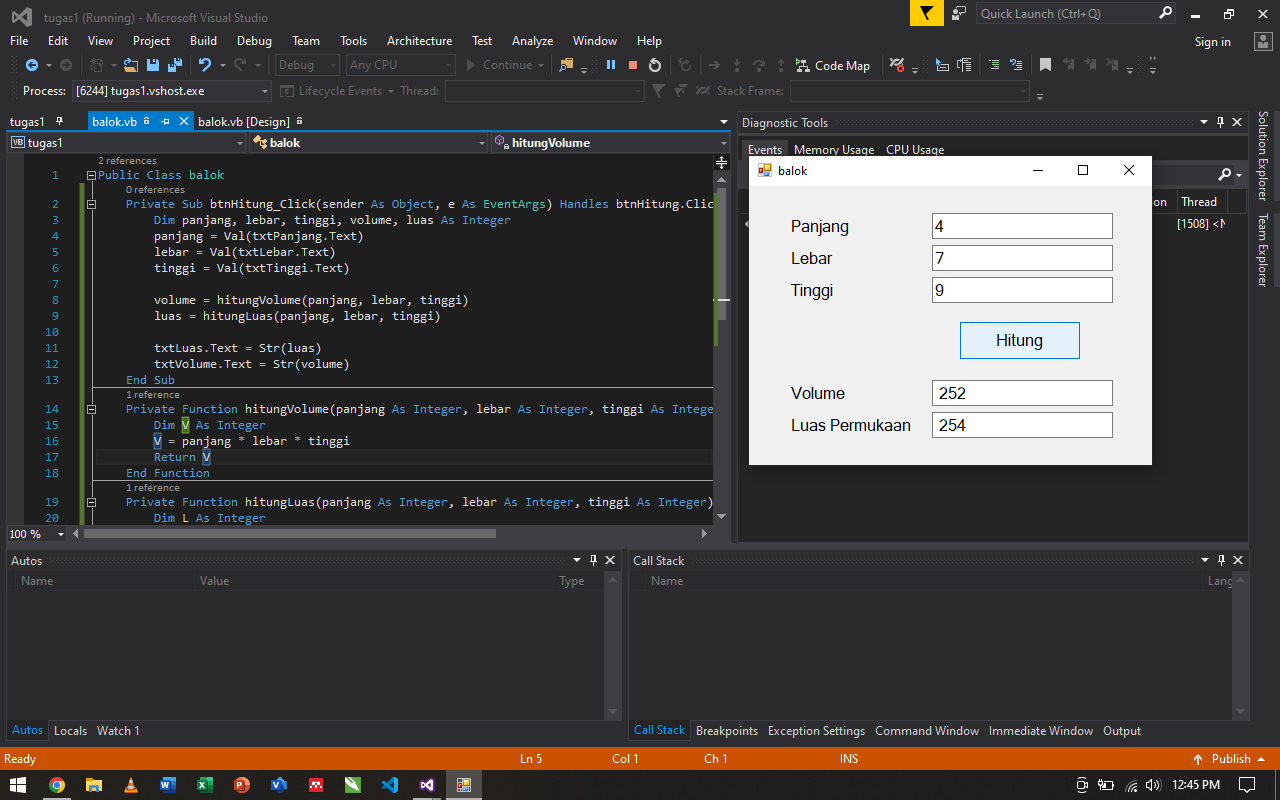 tugas1 (Running) - Microsoft Visual Studio
Quick Launch (Ctrl+Q)
File Edit View Project Build Debug Team Tools Architecture Test Analyze Window Help
Sign in
Debug Any CPU Continue Code Map
Process: [6244] tugas1.vshost.exe Lifecycle Events Thread: Stack Frame:
tugas1 balok.vb balok.vb [Design]
VB tugas1 balok hitungVolume
2 references
1 Public Class balok
0 references
2 Private Sub btnHitung_Click(sender As Object, e As EventArgs) Handles btnHitung.Clic
3 Dim panjang, lebar, tinggi, volume, luas As Integer
4 panjang = Val(txtPanjang.Text)
5 lebar = Val(txtLebar.Text)
6 tinggi = Val(txtTinggi.Text)
7
8 volume = hitungVolume(panjang, lebar, tinggi)
9 luas = hitungLuas(panjang, lebar, tinggi)
10
11 txtLuas.Text = Str(luas)
12 txtVolume.Text = Str(volume)
13 End Sub
1 reference
14 Private Function hitungVolume(panjang As Integer, lebar As Integer, tinggi As Intege
15 Dim V As Integer
16 V = panjang * lebar * tinggi
17 Return V
18 End Function
1 reference
19 Private Function hitungLuas(panjang As Integer, lebar As Integer, tinggi As Integer)
20 Dim L As Integer
100 %
Diagnostic Tools
Events Memory Usage CPU Usage
on Thread
[1508] <N
Solution Explorer
Team Explorer
balok
Panjang 4
Lebar 7
Tinggi 9
Hitung
Volume 252
Luas Permukaan 254
Autos
Name Value Type
Autos Locals Watch 1
Call Stack
Name Lang
Call Stack Breakpoints Exception Settings Command Window Immediate Window Output
Ready Ln 5 Col 1 Ch 1 INS Publish
12:45 PM